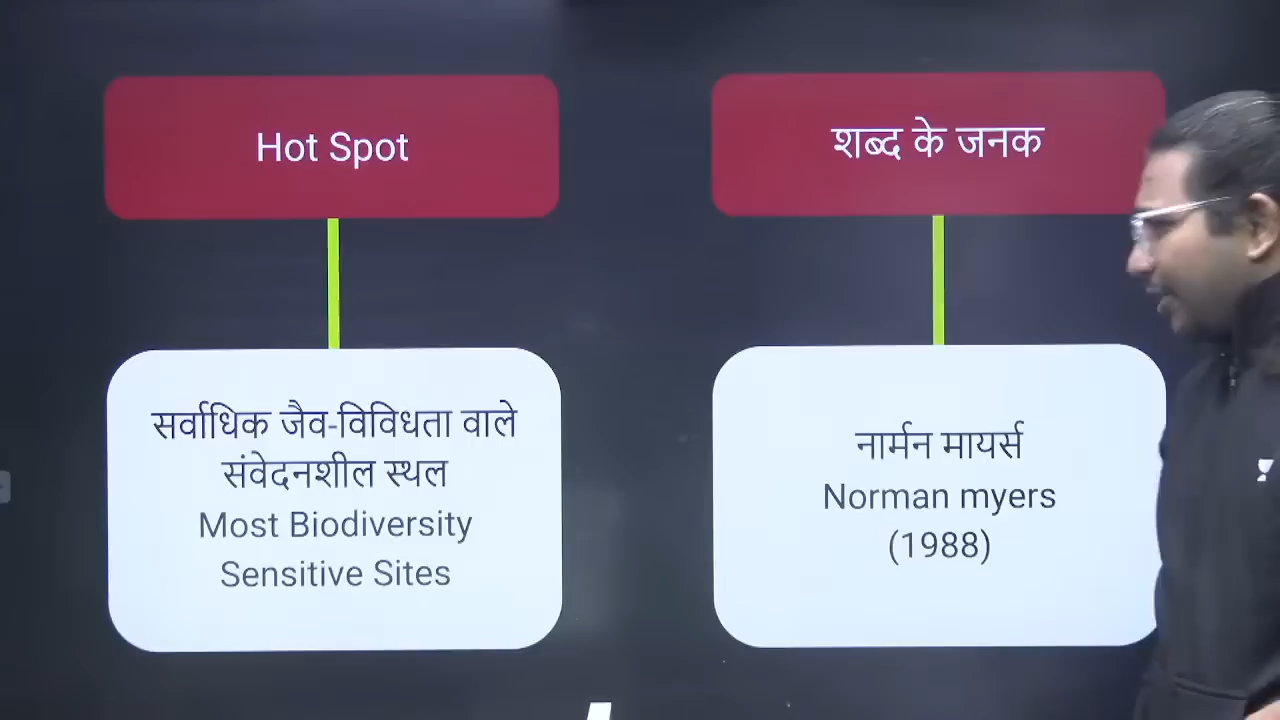 Hot Spot
सर्वाधिक जैव-विविधता वाले
संवेदनशील स्थल
Most Biodiversity
Sensitive Sites
शब्द के जनक
नार्मन मायर्स
Norman myers
(1988)